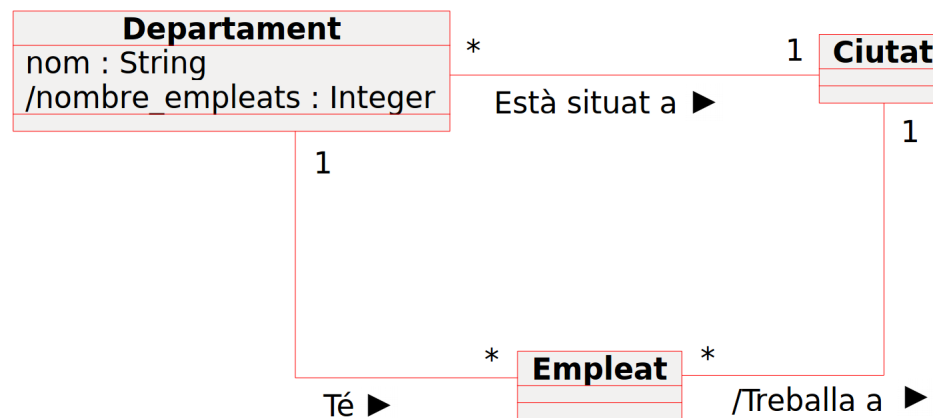 Departament
nom : String
/nombre_empleats : Integer
*
1
Ciutat
Està situat a ►
1
1
*
Empleat
*
Té ►
/Treballa a ►